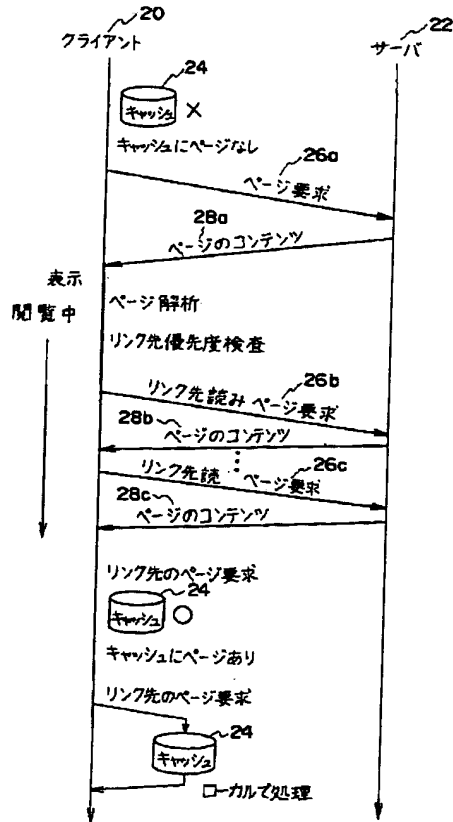 20
クライアント
22
サーバ
24
キャッシュ ×
キャッシュにページなし
26a
ページ要求
28a
ページのコンテンツ
表示
閲覧中
ページ解析
リンク先優先度検査
26b
リンク先読み ページ要求
28b
ページのコンテンツ
26c
リンク先読 ページ要求
28c
ページのコンテンツ
リンク先のページ要求
24
キャッシュ ○
キャッシュにページあり
リンク先のページ要求
24
キャッシュ
ローカルで処理